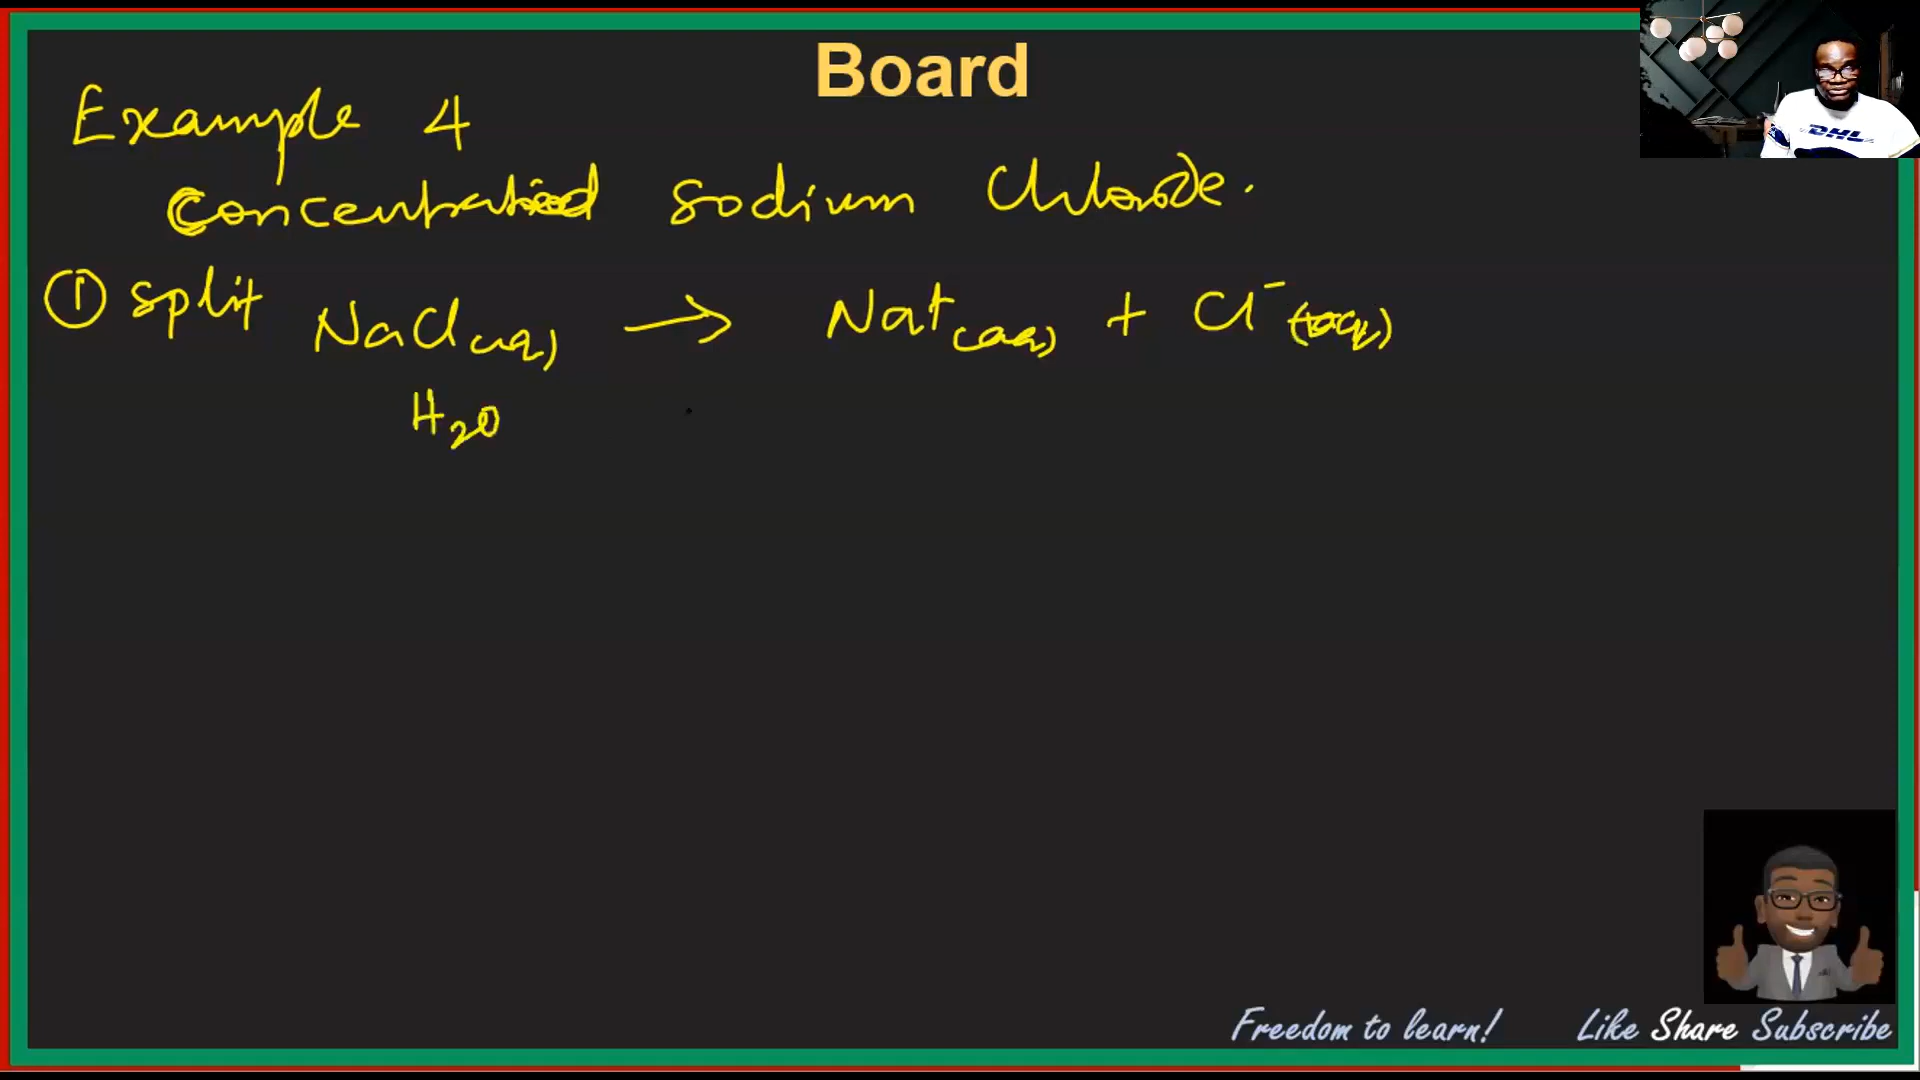 Board
Example 4
Concentrated sodium Chloride.
① split NaCl(aq) → Na+(aq) + Cl-(aq)
H2O
DHL
Freedom to learn! Like Share Subscribe